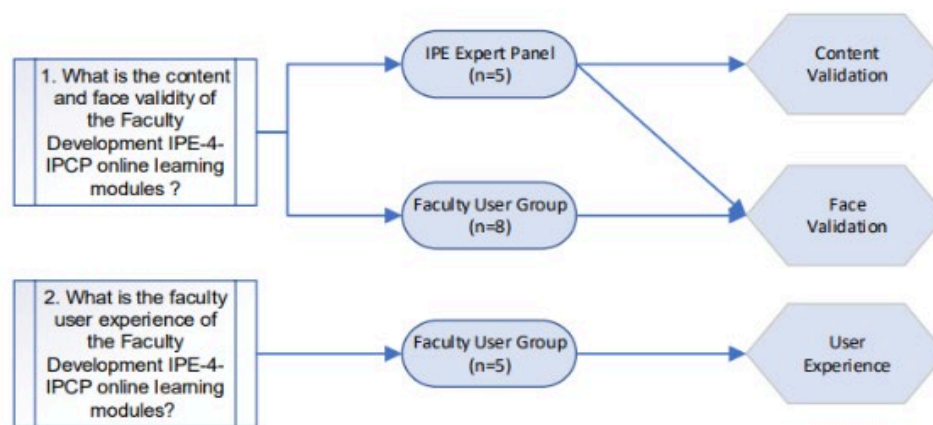 1. What is the content
and face validity of
the Faculty
Development IPE-4-
IPCP online learning
modules ?
IPE Expert Panel
(n=5)
Content
Validation
Faculty User Group
(n=8)
Face
Validation
2. What is the faculty
user experience of
the Faculty
Development IPE-4-
IPCP online learning
modules?
Faculty User Group
(n=5)
User
Experience